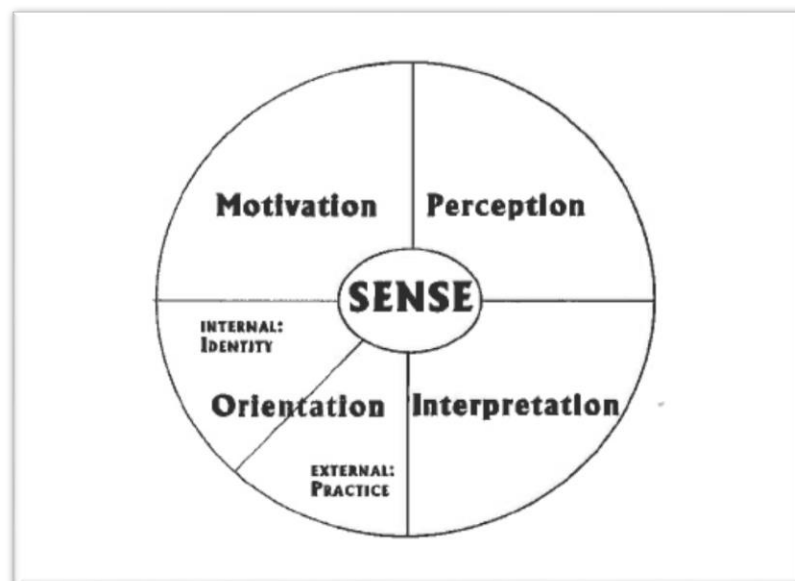 Motivation
Perception
SENSE
INTERNAL:
IDENTITY
Orientation
Interpretation
EXTERNAL:
PRACTICE